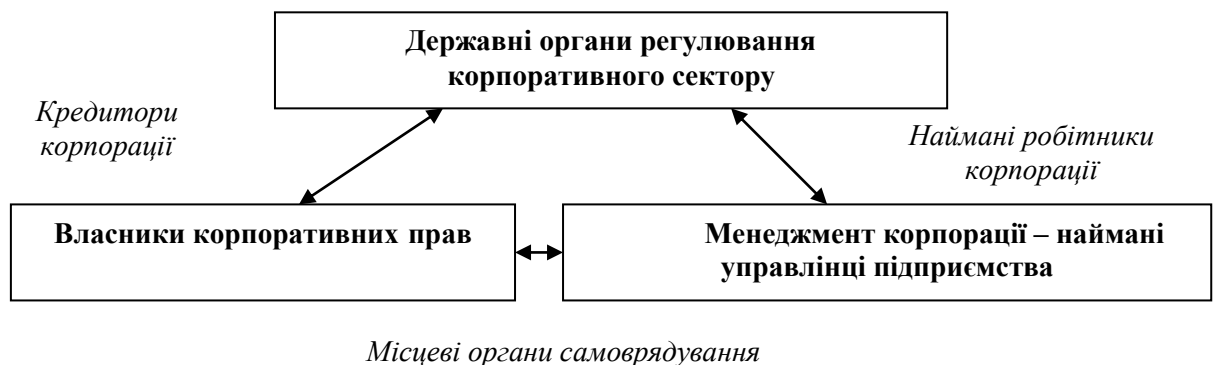 Державні органи регулювання
корпоративного сектору
Кредитори
корпорації
Наймані робітники
корпорації
Власники корпоративних прав
Менеджмент корпорації – наймані
управлінці підприємства
Місцеві органи самоврядування